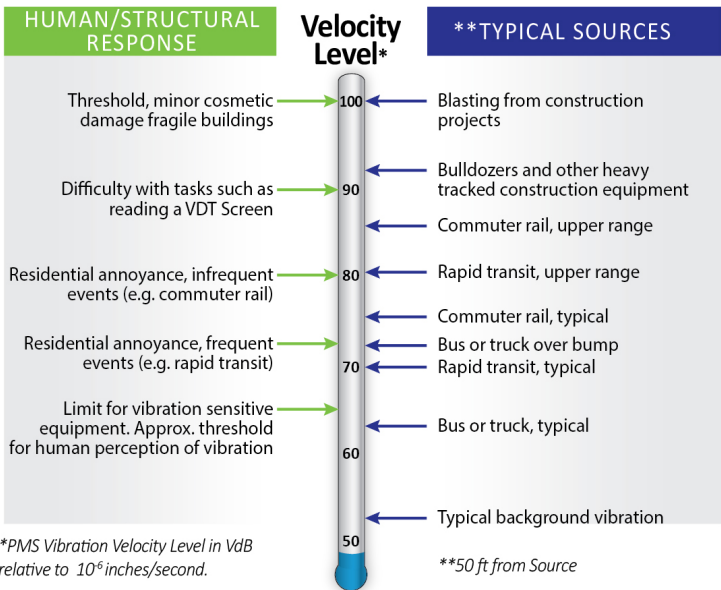 HUMAN/STRUCTURAL
RESPONSE
Velocity
Level*
**TYPICAL SOURCES
Threshold, minor cosmetic
damage fragile buildings
Difficulty with tasks such as
reading a VDT Screen
Residential annoyance, infrequent
events (e.g. commuter rail)
Residential annoyance, frequent
events (e.g. rapid transit)
Limit for vibration sensitive
equipment. Approx. threshold
for human perception of vibration
100
90
80
70
60
50
Blasting from construction
projects
Bulldozers and other heavy
tracked construction equipment
Commuter rail, upper range
Rapid transit, upper range
Commuter rail, typical
Bus or truck over bump
Rapid transit, typical
Bus or truck, typical
Typical background vibration
*PMS Vibration Velocity Level in VdB
relative to 10⁻⁶ inches/second.
**50 ft from Source